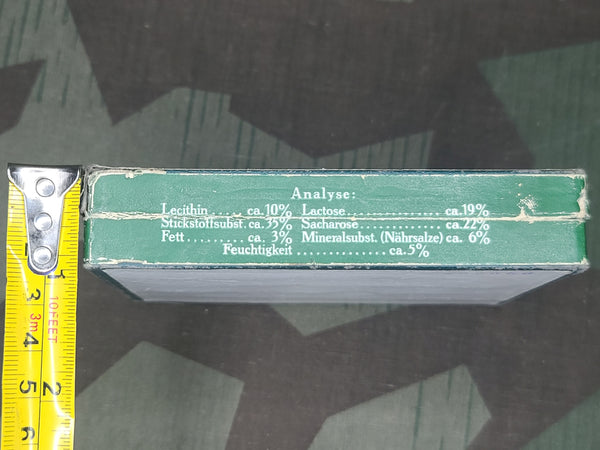 Analyse:
Lecithin .... ca. 10% Lactose ................ ca. 19%
Stickstoffsubst. ca. 35% Sacharose ............. ca. 22%
Fett ......... ca. 3% Mineralsubst. (Nährsalze) ca. 6%
Feuchtigkeit ............... ca. 5%
1 2
3 4 5 6
3m
10FEET